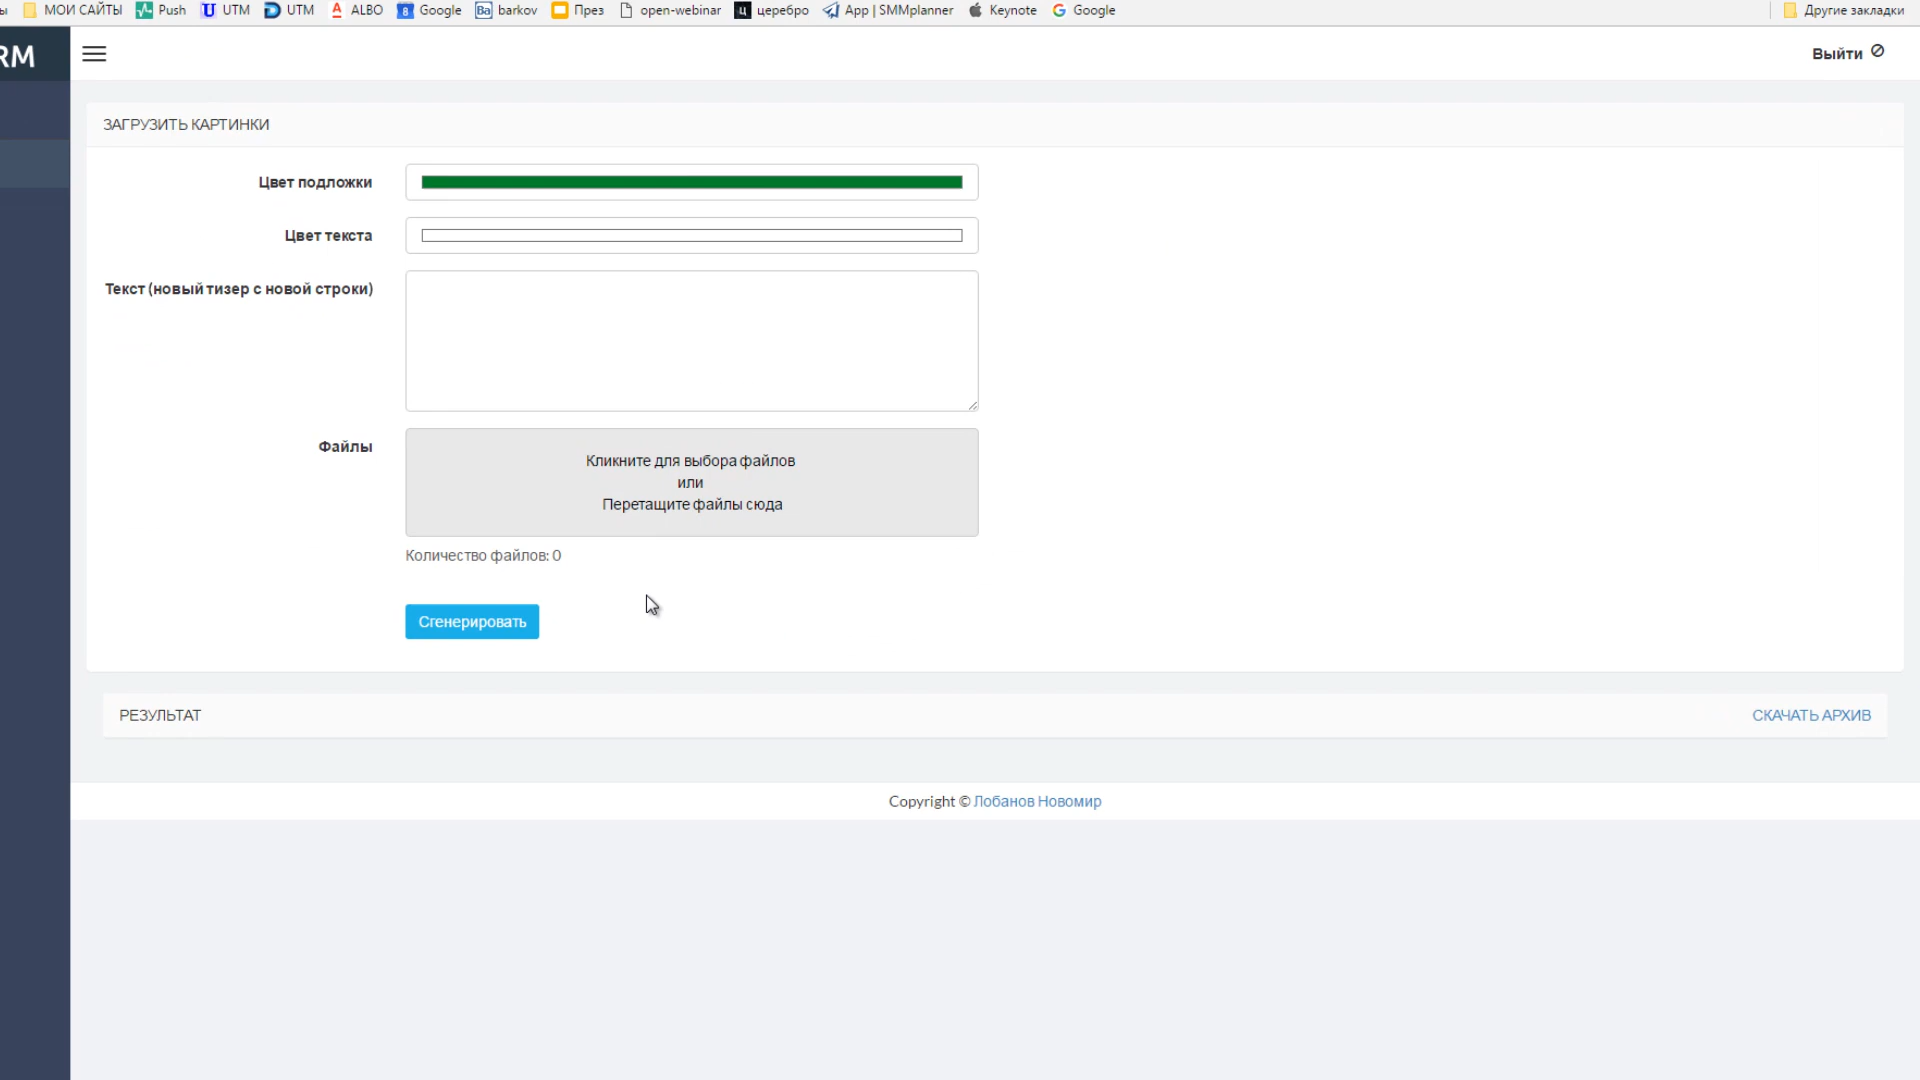 ы МОИ САЙТЫ Push UTM UTM ALBO Google barkov През open-webinar церебро App | SMMplanner Keynote Google Другие закладки
RM Выйти
ЗАГРУЗИТЬ КАРТИНКИ
Цвет подложки
Цвет текста
Текст (новый тизер с новой строки)
Файлы
Кликните для выбора файлов
или
Перетащите файлы сюда
Количество файлов: 0
Сгенерировать
РЕЗУЛЬТАТ СКАЧАТЬ АРХИВ
Copyright © Лобанов Новомир